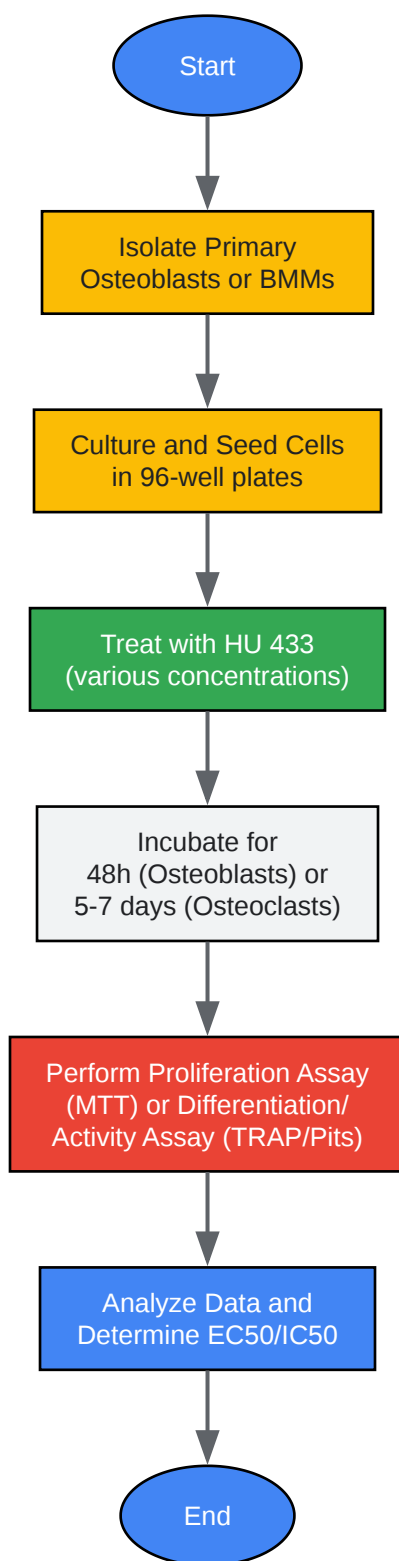 Start
Isolate Primary
Osteoblasts or BMMs
Culture and Seed Cells
in 96-well plates
Treat with HU 433
(various concentrations)
Incubate for
48h (Osteoblasts) or
5-7 days (Osteoclasts)
Perform Proliferation Assay
(MTT) or Differentiation/
Activity Assay (TRAP/Pits)
Analyze Data and
Determine EC50/IC50
End